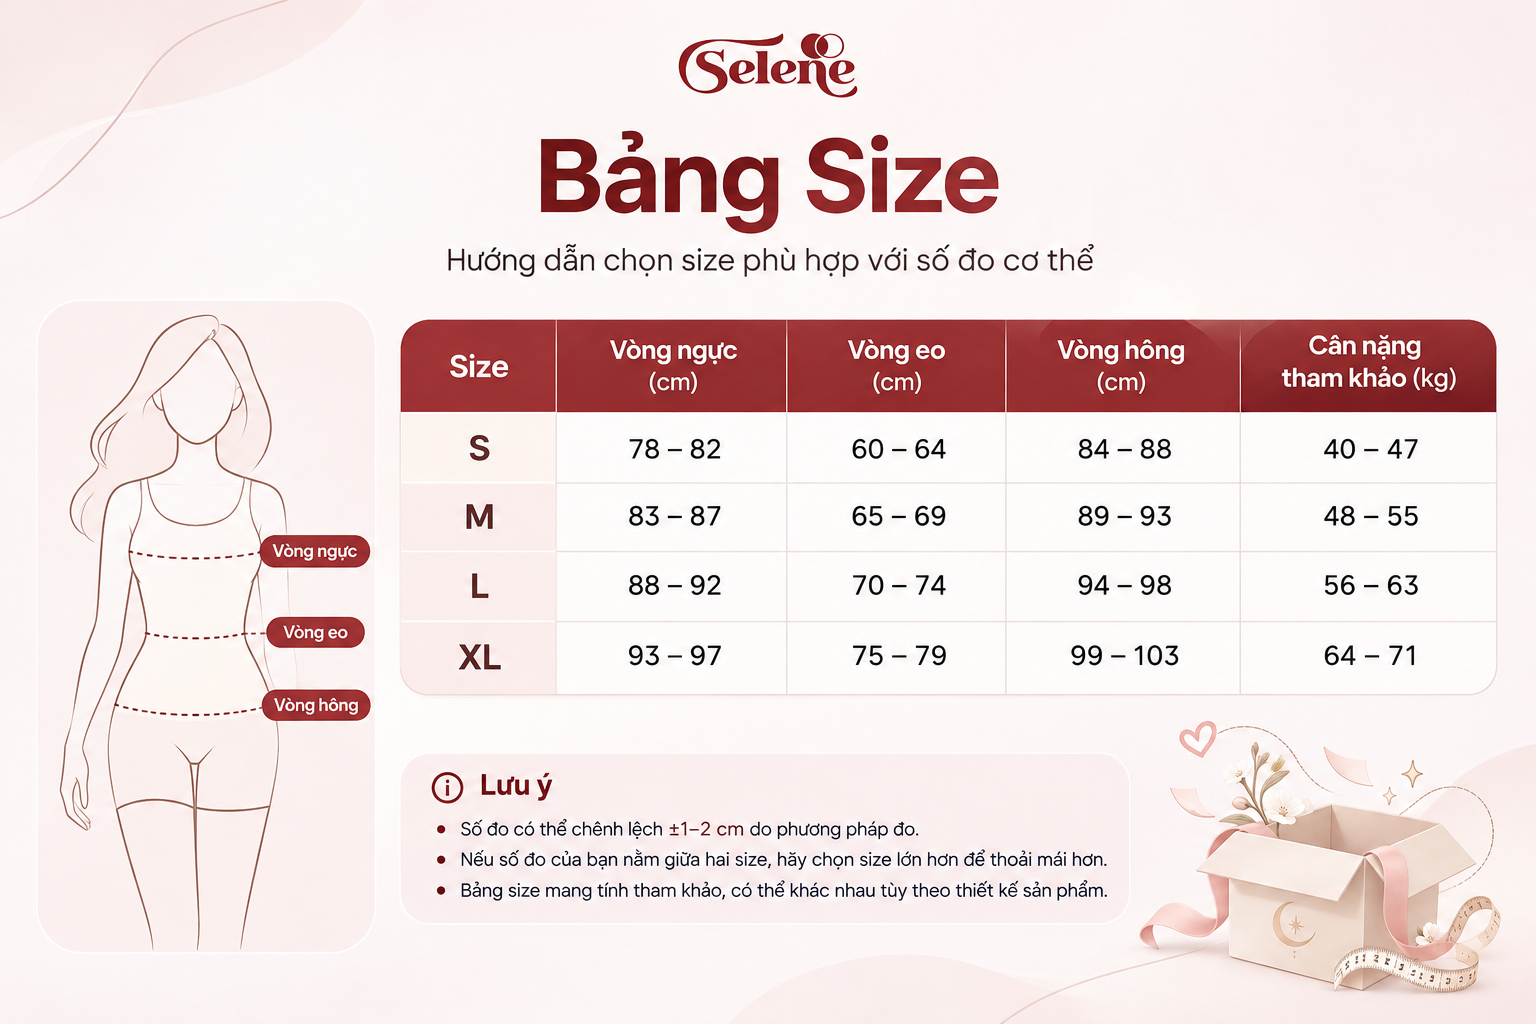 Selene
Bảng Size
Hướng dẫn chọn size phù hợp với số đo cơ thể
Vòng ngực
Vòng eo
Vòng hông
Size
Vòng ngực
(cm)
Vòng eo
(cm)
Vòng hông
(cm)
Cân nặng
tham khảo (kg)
S 78 – 82 60 – 64 84 – 88 40 – 47
M 83 – 87 65 – 69 89 – 93 48 – 55
L 88 – 92 70 – 74 94 – 98 56 – 63
XL 93 – 97 75 – 79 99 – 103 64 – 71
Lưu ý
Số đo có thể chênh lệch ±1–2 cm do phương pháp đo.
Nếu số đo của bạn nằm giữa hai size, hãy chọn size lớn hơn để thoải mái hơn.
Bảng size mang tính tham khảo, có thể khác nhau tùy theo thiết kế sản phẩm.